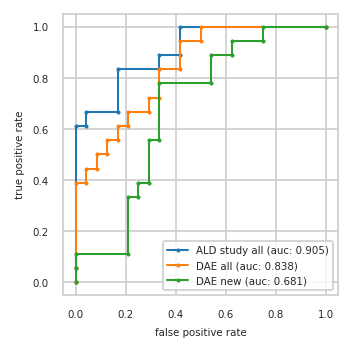 1.0
0.8
0.6
0.4
0.2
0.0
true positive rate
ALD study all (auc: 0.905)
DAE all (auc: 0.838)
DAE new (auc: 0.681)
0.0 0.2 0.4 0.6 0.8 1.0
false positive rate